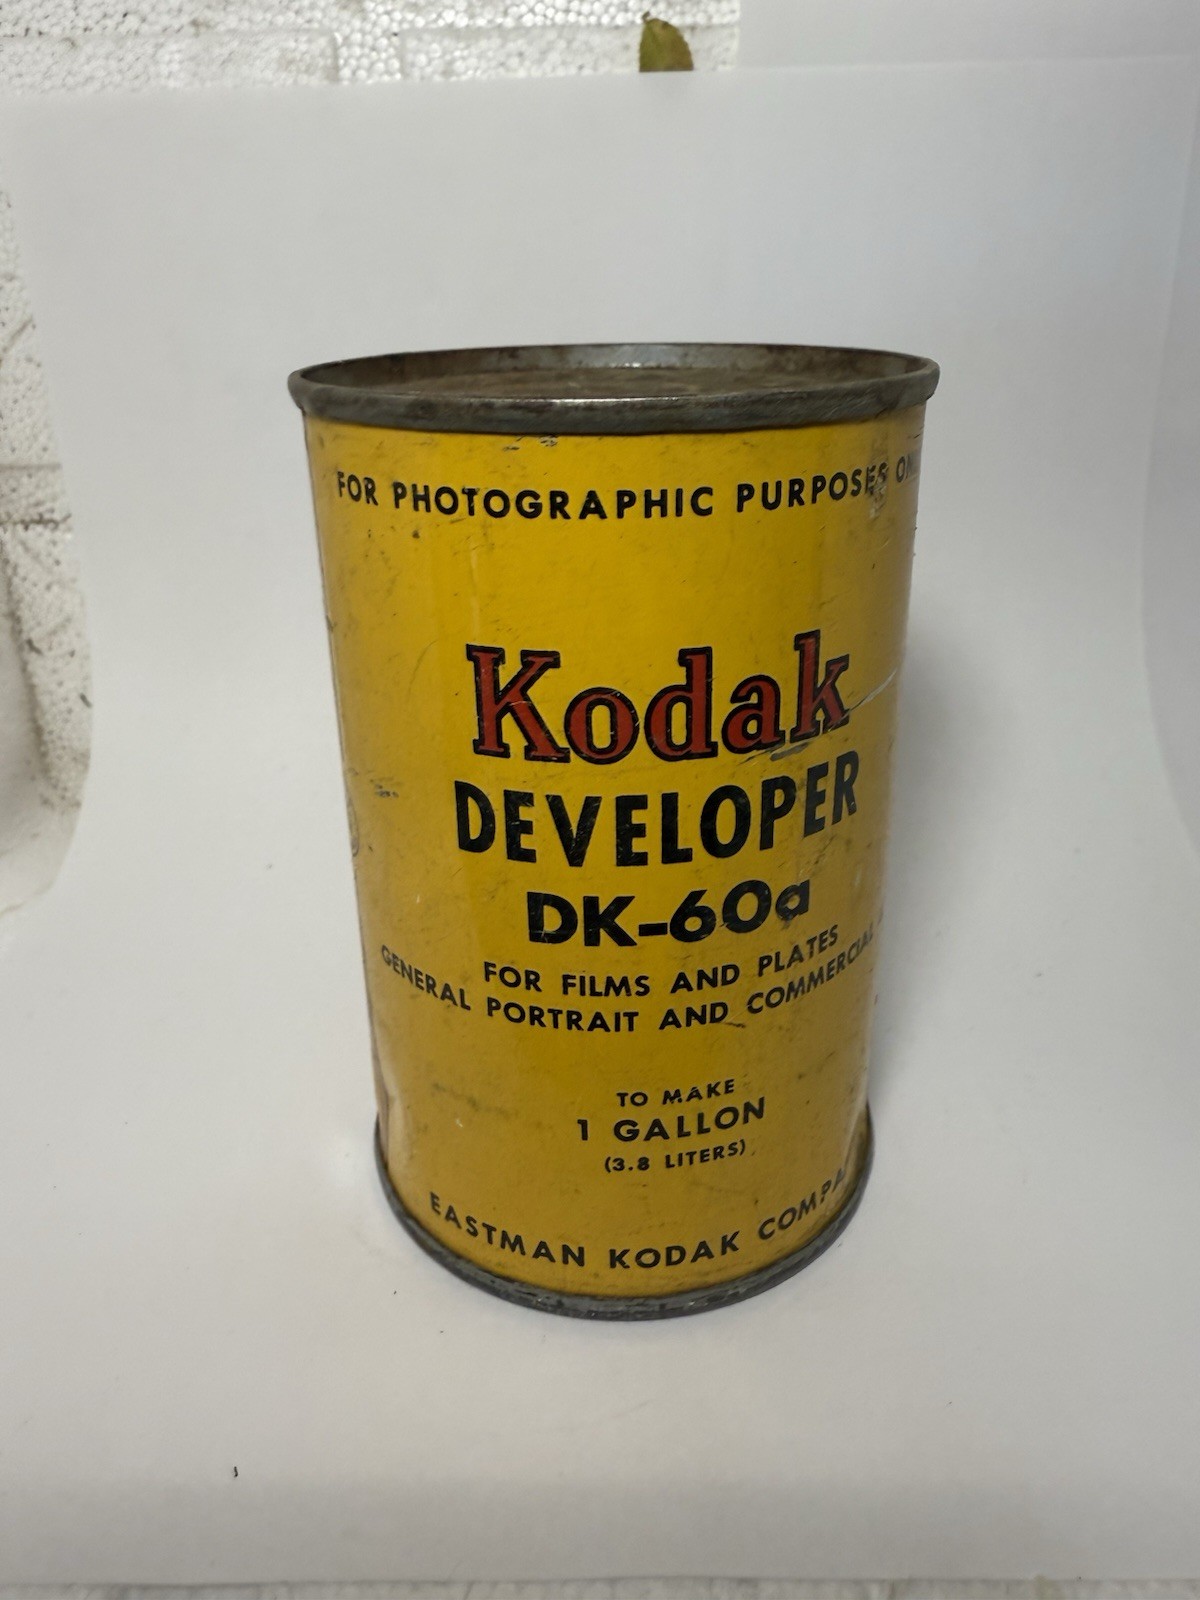 FOR PHOTOGRAPHIC PURPOSES
Kodak
DEVELOPER
DK-60a
FOR FILMS AND PLATES
GENERAL PORTRAIT AND COMMERCIAL
TO MAKE
1 GALLON
(3.8 LITERS)
EASTMAN KODAK